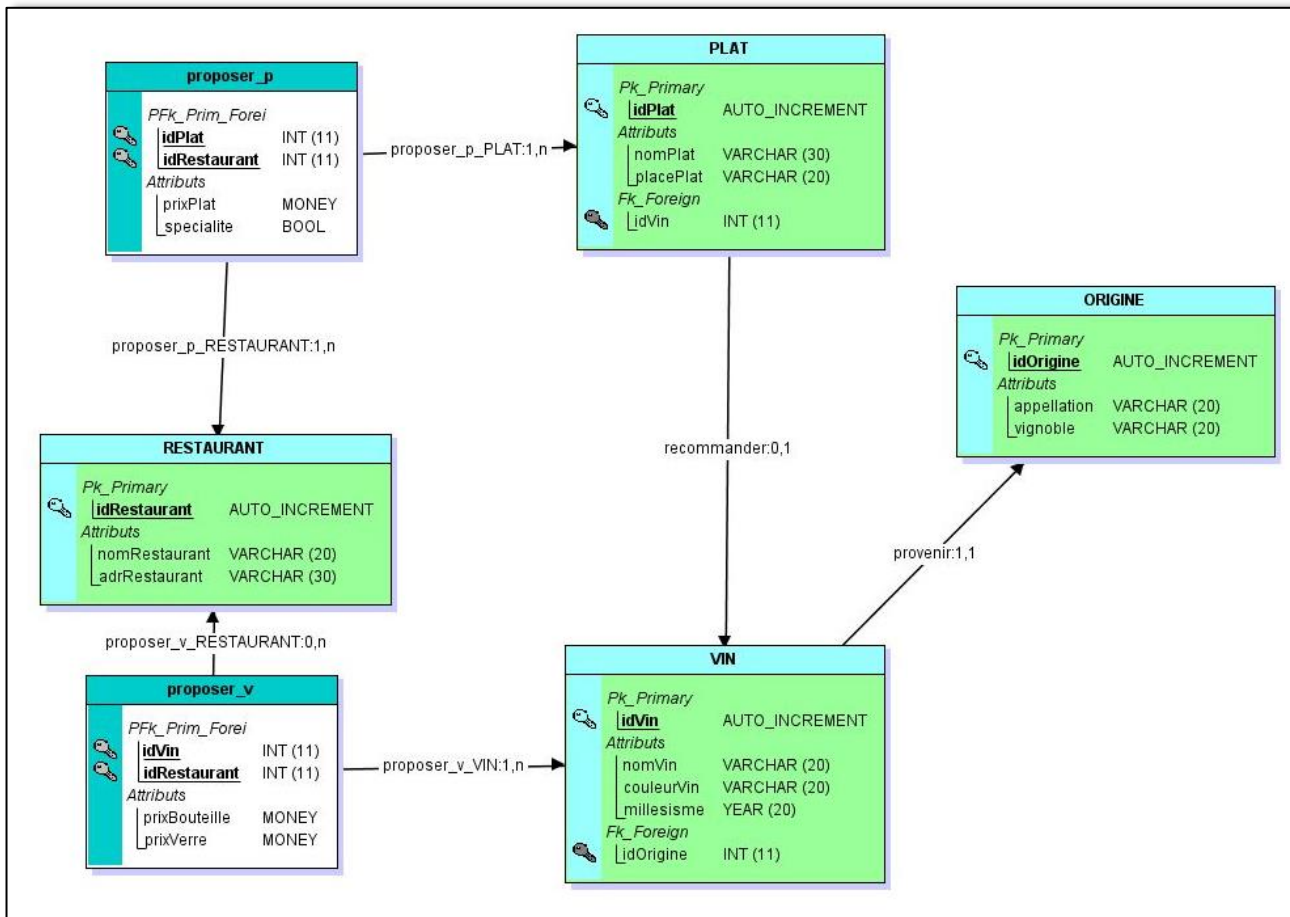 proposer_p
PFk_Prim_Forei
idPlat INT (11)
idRestaurant INT (11)
Attributs
prixPlat MONEY
specialite BOOL
proposer_p_PLAT:1,n
PLAT
Pk_Primary
idPlat AUTO_INCREMENT
Attributs
nomPlat VARCHAR (30)
placePlat VARCHAR (20)
Fk_Foreign
idVin INT (11)
proposer_p_RESTAURANT:1,n
recommander:0,1
ORIGINE
Pk_Primary
idOrigine AUTO_INCREMENT
Attributs
appellation VARCHAR (20)
vignoble VARCHAR (20)
RESTAURANT
Pk_Primary
idRestaurant AUTO_INCREMENT
Attributs
nomRestaurant VARCHAR (20)
adrRestaurant VARCHAR (30)
provenir:1,1
proposer_v_RESTAURANT:0,n
proposer_v
PFk_Prim_Forei
idVin INT (11)
idRestaurant INT (11)
Attributs
prixBouteille MONEY
prixVerre MONEY
proposer_v_VIN:1,n
VIN
Pk_Primary
idVin AUTO_INCREMENT
Attributs
nomVin VARCHAR (20)
couleurVin VARCHAR (20)
millesisme YEAR (20)
Fk_Foreign
idOrigine INT (11)